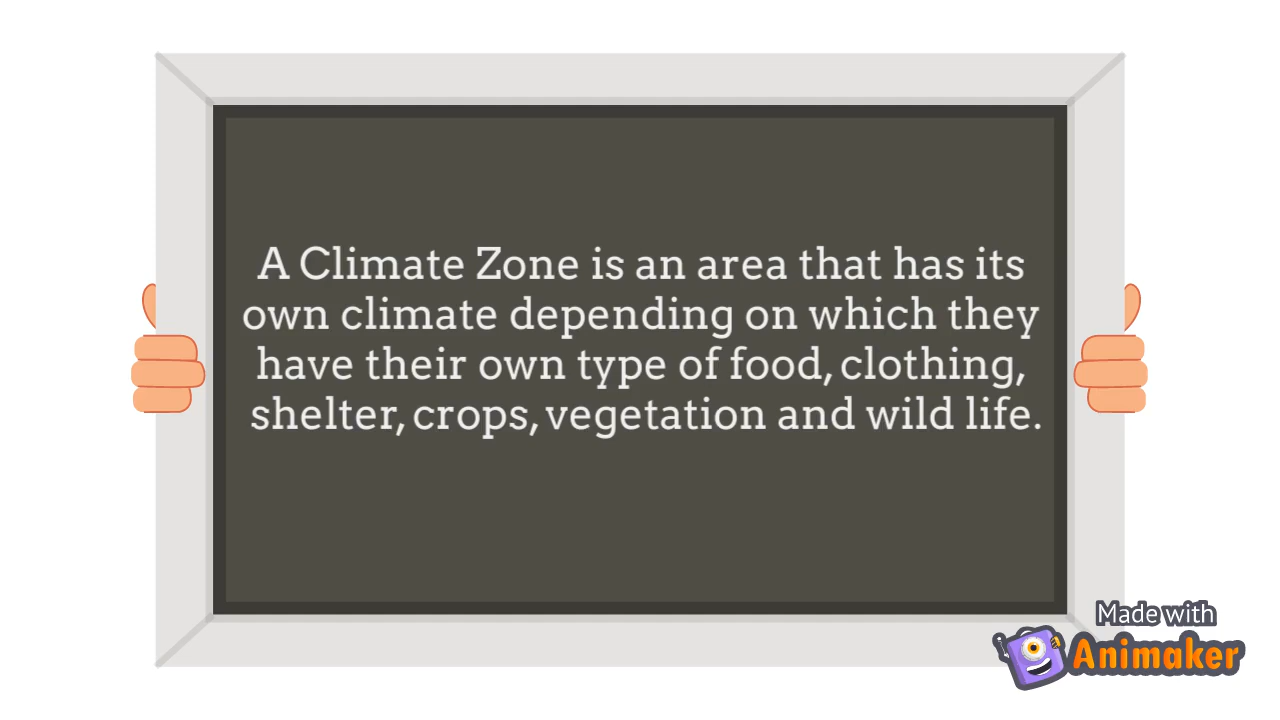 A Climate Zone is an area that has its
own climate depending on which they
have their own type of food, clothing,
shelter, crops, vegetation and wild life.
Made with
Animaker